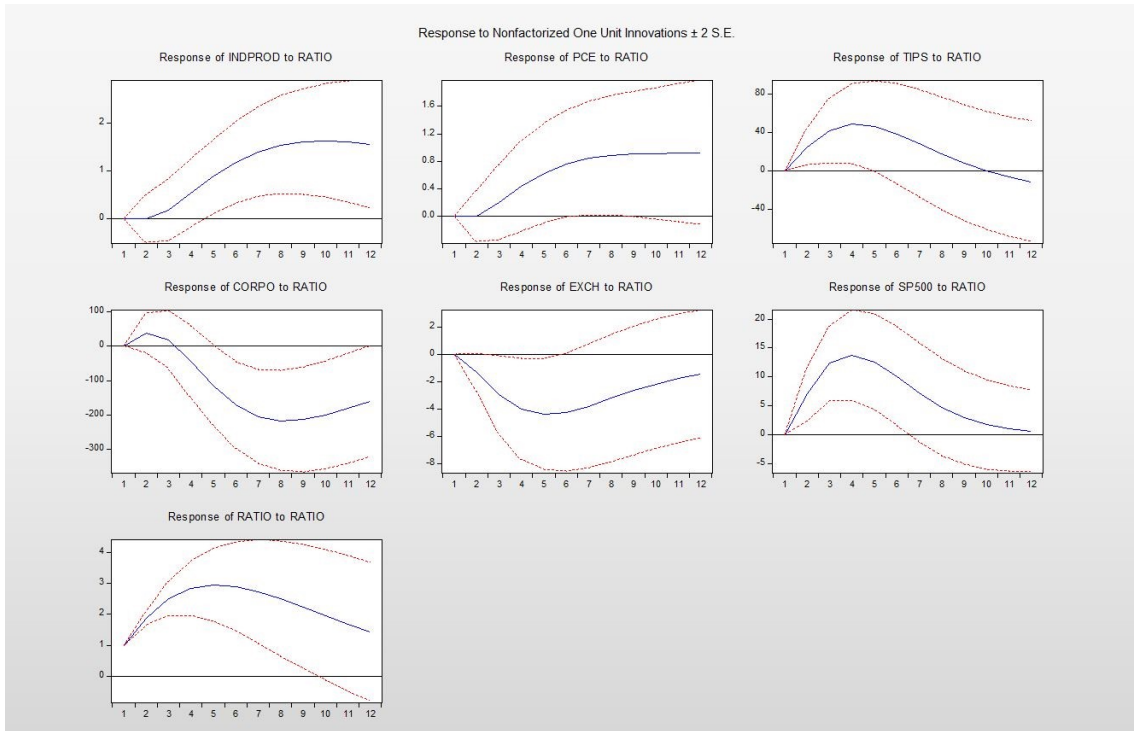 Response to Nonfactorized One Unit Innovations ± 2 S.E.
Response of INDPROD to RATIO
2
1
0
1 2 3 4 5 6 7 8 9 10 11 12
Response of PCE to RATIO
1.6
1.2
0.8
0.4
0.0
1 2 3 4 5 6 7 8 9 10 11 12
Response of TIPS to RATIO
80
40
0
-40
1 2 3 4 5 6 7 8 9 10 11 12
Response of CORPO to RATIO
100
0
-100
-200
-300
1 2 3 4 5 6 7 8 9 10 11 12
Response of EXCH to RATIO
2
0
-2
-4
-6
-8
1 2 3 4 5 6 7 8 9 10 11 12
Response of SP500 to RATIO
20
15
10
5
0
-5
1 2 3 4 5 6 7 8 9 10 11 12
Response of RATIO to RATIO
4
3
2
1
0
1 2 3 4 5 6 7 8 9 10 11 12